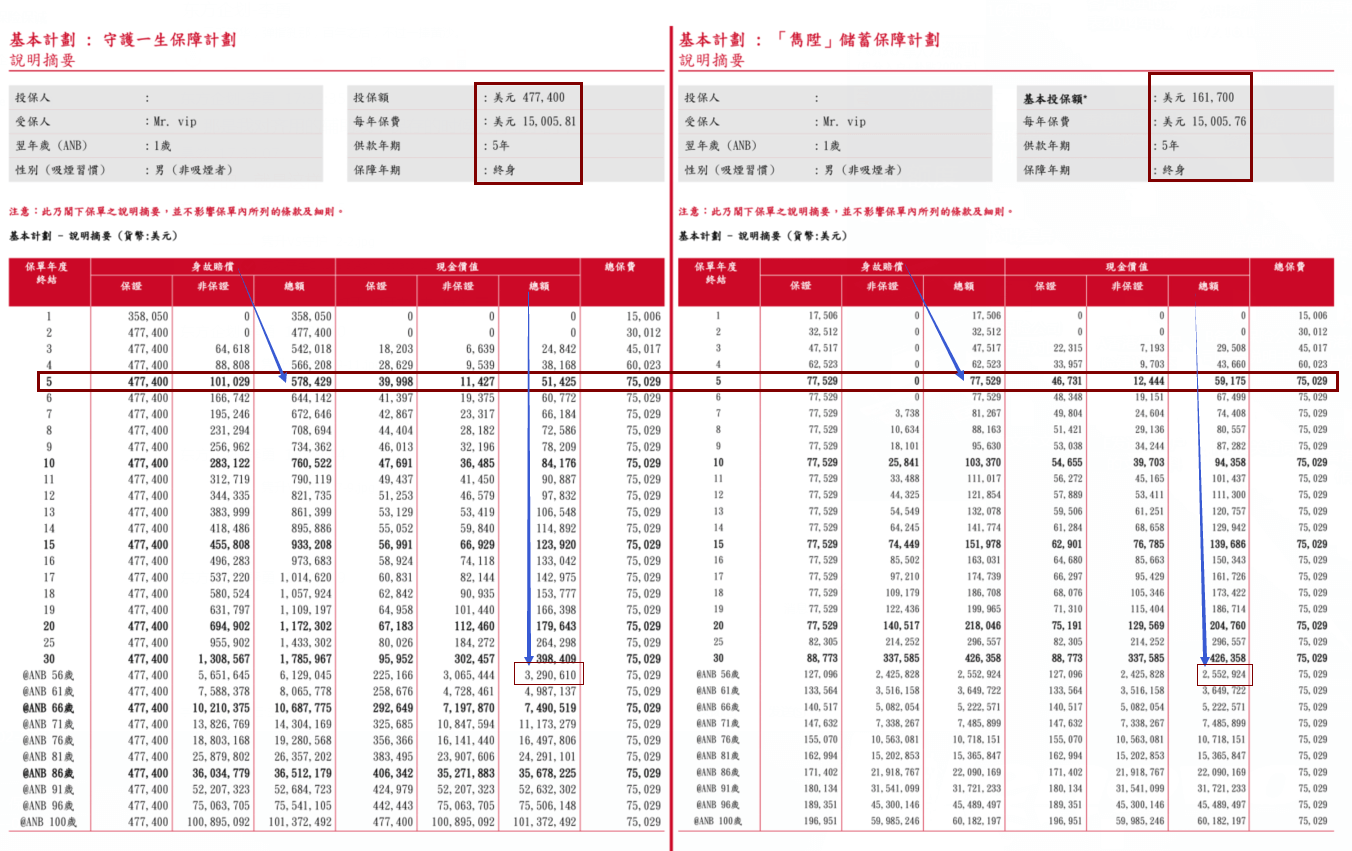 基本計劃 : 守護一生保障計劃
說明摘要
投保人 :
受保人 : Mr. vip
翌年歲 (ANB) : 1歲
性別 (吸煙習慣) : 男 (非吸煙者)
投保額 : 美元 477,400
每年保費 : 美元 15,005.81
供款年期 : 5年
保障年期 : 終身
注意：此乃閣下保單之說明摘要，並不影響保單內所列的條款及細則。
基本計劃 - 說明摘要 (貨幣:美元)
保單年度終結 身故賠償 現金價值 總保費
保證 非保證 總額 保證 非保證 總額
1 358,050 0 358,050 0 0 0 15,006
2 477,400 0 477,400 0 0 0 30,012
3 477,400 64,618 542,018 18,203 6,639 24,842 45,017
4 477,400 88,808 566,208 28,629 9,539 38,168 60,023
5 477,400 101,029 578,429 39,998 11,427 51,425 75,029
6 477,400 166,742 644,142 41,397 19,375 60,772 75,029
7 477,400 195,246 672,646 42,867 23,317 66,184 75,029
8 477,400 231,294 708,694 44,404 28,182 72,586 75,029
9 477,400 256,962 734,362 46,013 32,196 78,209 75,029
10 477,400 283,122 760,522 47,691 36,485 84,176 75,029
11 477,400 312,719 790,119 49,437 41,450 90,887 75,029
12 477,400 344,335 821,735 51,253 46,579 97,832 75,029
13 477,400 383,999 861,399 53,129 53,419 106,548 75,029
14 477,400 418,486 895,886 55,052 59,840 114,892 75,029
15 477,400 455,808 933,208 56,991 66,929 123,920 75,029
16 477,400 496,283 973,683 58,924 74,118 133,042 75,029
17 477,400 537,220 1,014,620 60,831 82,144 142,975 75,029
18 477,400 580,524 1,057,924 62,842 90,935 153,777 75,029
19 477,400 631,797 1,109,197 64,958 101,440 166,398 75,029
20 477,400 694,902 1,172,302 67,183 112,460 179,643 75,029
25 477,400 955,902 1,433,302 80,026 184,272 264,298 75,029
30 477,400 1,308,567 1,785,967 95,952 302,457 398,409 75,029
@ANB 56歲 477,400 5,651,645 6,129,045 225,166 3,065,444 3,290,610 75,029
@ANB 61歲 477,400 7,588,378 8,065,778 258,676 4,728,461 4,987,137 75,029
@ANB 66歲 477,400 10,210,375 10,687,775 292,649 7,197,870 7,490,519 75,029
@ANB 71歲 477,400 13,826,769 14,304,169 325,685 10,847,594 11,173,279 75,029
@ANB 76歲 477,400 18,803,168 19,280,568 356,366 16,141,440 16,497,806 75,029
@ANB 81歲 477,400 25,879,802 26,357,202 383,495 23,907,606 24,291,101 75,029
@ANB 86歲 477,400 36,034,779 36,512,179 406,342 35,271,883 35,678,225 75,029
@ANB 91歲 477,400 52,207,323 52,684,723 424,979 52,207,323 52,632,302 75,029
@ANB 96歲 477,400 75,063,705 75,541,105 442,443 75,063,705 75,506,148 75,029
@ANB 100歲 477,400 100,895,092 101,372,492 477,400 100,895,092 101,372,492 75,029
基本計劃 : 「雋陞」儲蓄保障計劃
說明摘要
投保人 :
受保人 : Mr. vip
翌年歲 (ANB) : 1歲
性別 (吸煙習慣) : 男 (非吸煙者)
基本投保額* : 美元 161,700
每年保費 : 美元 15,005.76
供款年期 : 5年
保障年期 : 終身
注意：此乃閣下保單之說明摘要，並不影響保單內所列的條款及細則。
基本計劃 - 說明摘要 (貨幣:美元)
保單年度終結 身故賠償 現金價值 總保費
保證 非保證 總額 保證 非保證 總額
1 17,506 0 17,506 0 0 0 15,006
2 32,512 0 32,512 0 0 0 30,012
3 47,517 0 47,517 22,315 7,193 29,508 45,017
4 62,523 0 62,523 33,957 9,703 43,660 60,023
5 77,529 0 77,529 46,731 12,444 59,175 75,029
6 77,529 0 77,529 48,348 19,151 67,499 75,029
7 77,529 3,738 81,267 49,804 24,604 74,408 75,029
8 77,529 10,634 88,163 51,421 29,136 80,557 75,029
9 77,529 18,101 95,630 53,038 34,244 87,282 75,029
10 77,529 25,841 103,370 54,655 39,703 94,358 75,029
11 77,529 33,488 111,017 56,272 45,165 101,437 75,029
12 77,529 44,325 121,854 57,889 53,411 111,300 75,029
13 77,529 54,549 132,078 59,506 61,251 120,757 75,029
14 77,529 64,245 141,774 61,284 68,658 129,942 75,029
15 77,529 74,449 151,978 62,901 76,785 139,686 75,029
16 77,529 85,502 163,031 64,680 85,663 150,343 75,029
17 77,529 97,210 174,739 66,297 95,429 161,726 75,029
18 77,529 109,179 186,708 68,076 105,346 173,422 75,029
19 77,529 122,436 199,965 71,310 115,404 186,714 75,029
20 77,529 140,517 218,046 75,191 129,569 204,760 75,029
25 82,305 214,252 296,557 82,305 214,252 296,557 75,029
30 88,773 337,585 426,358 88,773 337,585 426,358 75,029
@ANB 56歲 127,096 2,425,828 2,552,924 127,096 2,425,828 2,552,924 75,029
@ANB 61歲 133,564 3,516,158 3,649,722 133,564 3,516,158 3,649,722 75,029
@ANB 66歲 140,517 5,082,054 5,222,571 140,517 5,082,054 5,222,571 75,029
@ANB 71歲 147,632 7,338,267 7,485,899 147,632 7,338,267 7,485,899 75,029
@ANB 76歲 155,070 10,563,081 10,718,151 155,070 10,563,081 10,718,151 75,029
@ANB 81歲 162,994 15,202,853 15,365,847 162,994 15,202,853 15,365,847 75,029
@ANB 86歲 171,402 21,918,767 22,090,169 171,402 21,918,767 22,090,169 75,029
@ANB 91歲 180,134 31,541,099 31,721,233 180,134 31,541,099 31,721,233 75,029
@ANB 96歲 189,351 45,300,146 45,489,497 189,351 45,300,146 45,489,497 75,029
@ANB 100歲 196,951 59,985,246 60,182,197 196,951 59,985,246 60,182,197 75,029